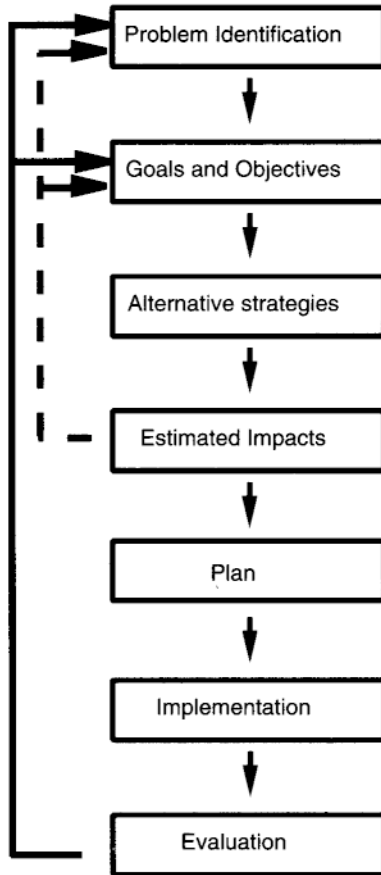 Problem Identification
Goals and Objectives
Alternative strategies
Estimated Impacts
Plan
Implementation
Evaluation